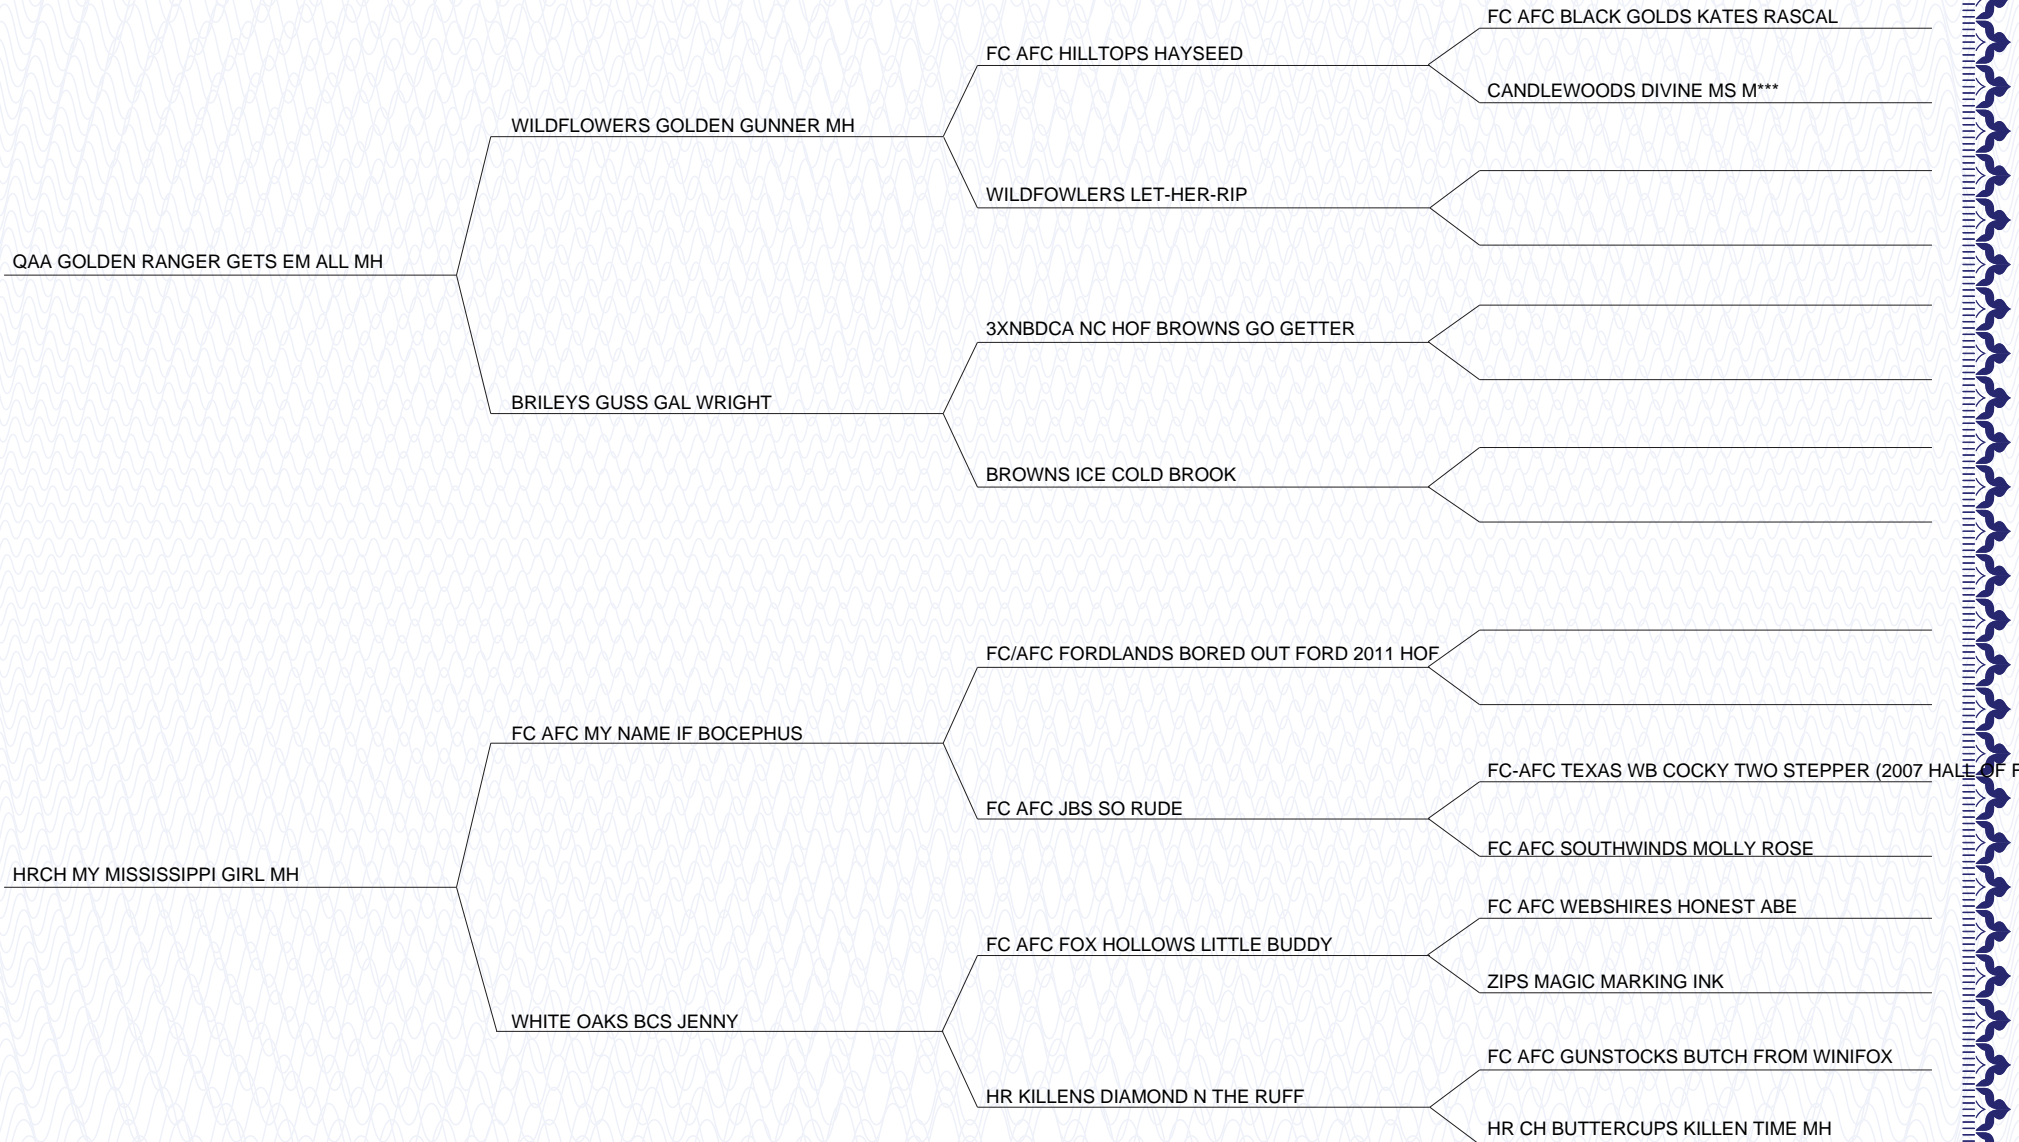 FC AFC BLACK GOLDS KATES RASCAL
FC AFC HILLTOPS HAYSEED
CANDLEWOODS DIVINE MS M***
WILDFLOWERS GOLDEN GUNNER MH
WILDFOWLERS LET-HER-RIP
QAA GOLDEN RANGER GETS EM ALL MH
3XNBDCA NC HOF BROWNS GO GETTER
BRILEYS GUSS GAL WRIGHT
BROWNS ICE COLD BROOK
FC/AFC FORDLANDS BORED OUT FORD 2011 HOF
FC AFC MY NAME IF BOCEPHUS
FC-AFC TEXAS WB COCKY TWO STEPPER (2007 HALL OF F
FC AFC JBS SO RUDE
FC AFC SOUTHWINDS MOLLY ROSE
HRCH MY MISSISSIPPI GIRL MH
FC AFC WEBSHIRES HONEST ABE
FC AFC FOX HOLLOWS LITTLE BUDDY
ZIPS MAGIC MARKING INK
WHITE OAKS BCS JENNY
FC AFC GUNSTOCKS BUTCH FROM WINIFOX
HR KILLENS DIAMOND N THE RUFF
HR CH BUTTERCUPS KILLEN TIME MH